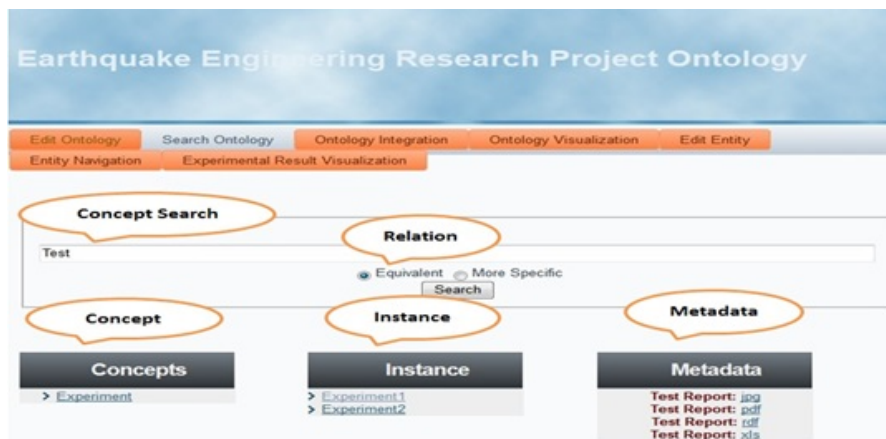 Earthquake Engineering Research Project Ontology
Edit Ontology Search Ontology Ontology Integration Ontology Visualization Edit Entity
Entity Navigation Experimental Result Visualization
Concept Search
Relation
Test
Equivalent More Specific
Search
Concept Instance Metadata
Concepts Instance Metadata
Experiment Experiment1 Test Report: jpg
Experiment2 Test Report: pdf
Test Report: rdf
Test Report: xls